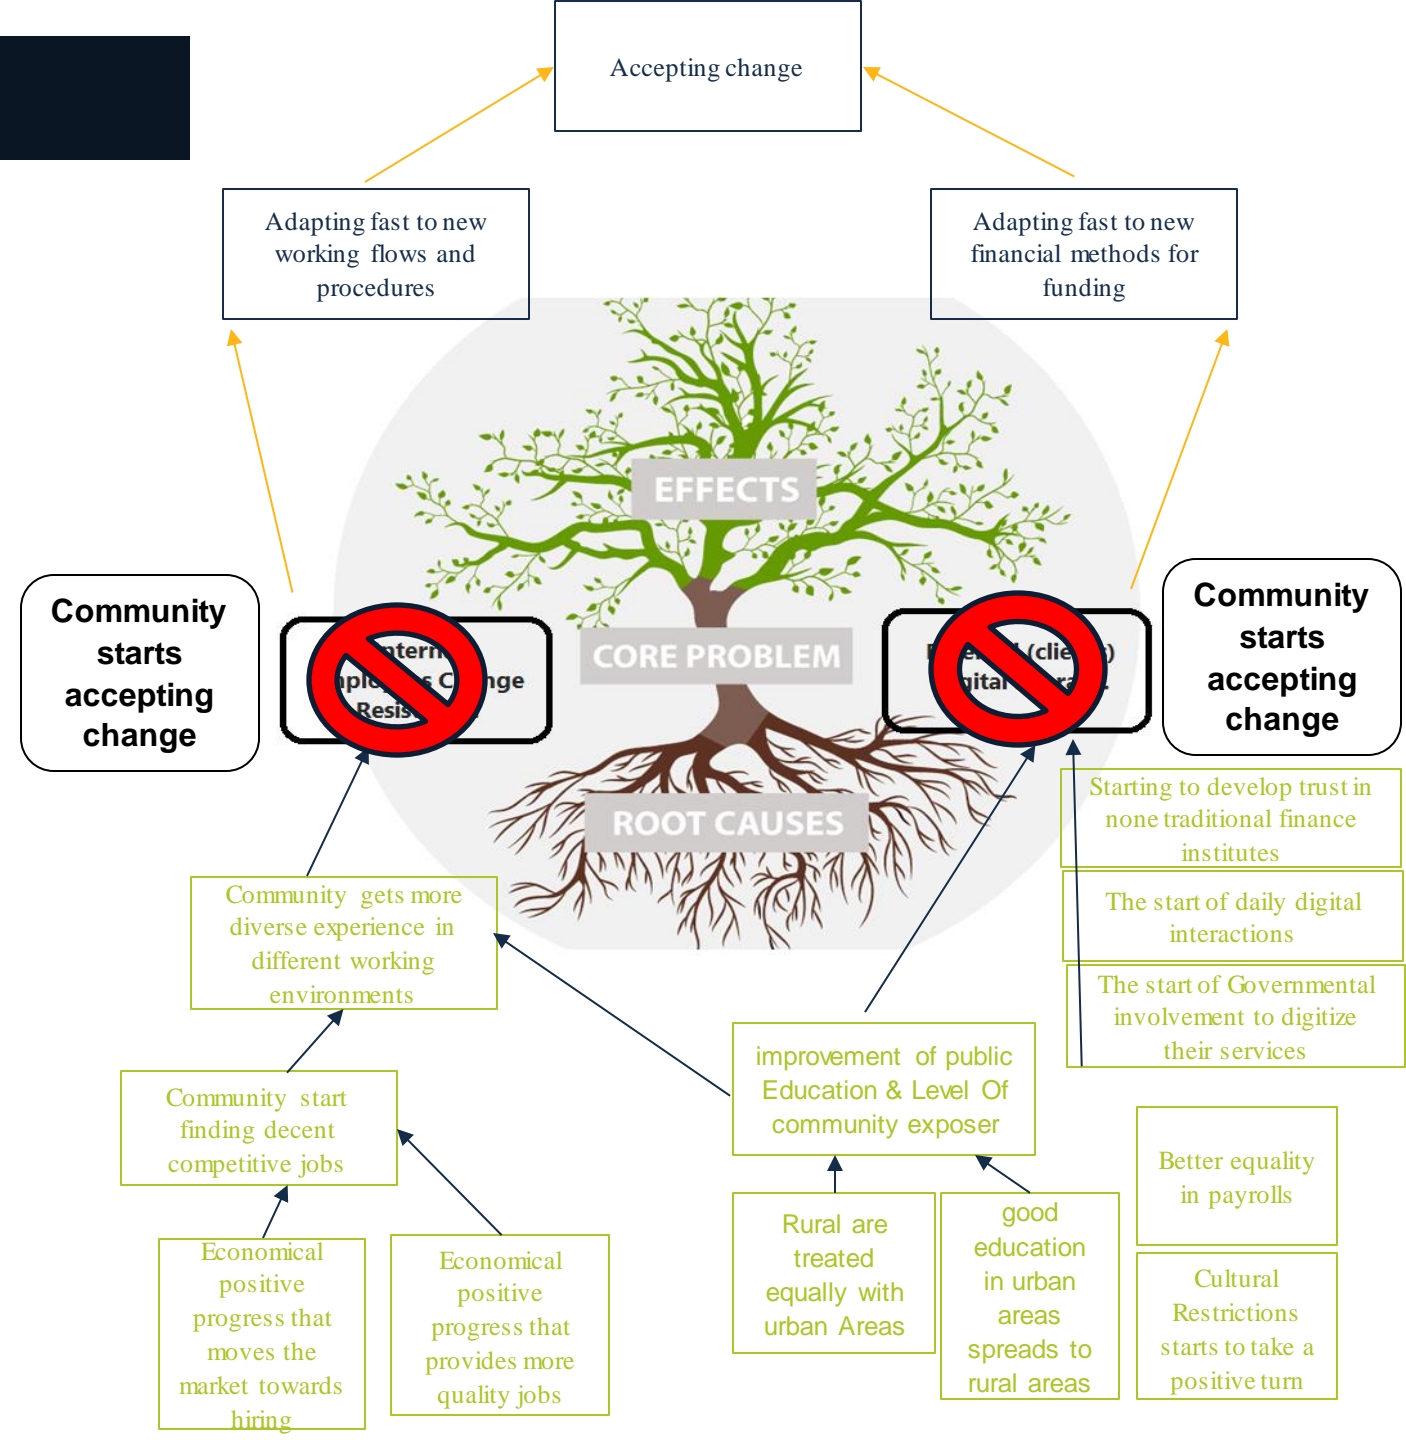 Accepting change
Adapting fast to new
working flows and
procedures
Adapting fast to new
financial methods for
funding
EFFECTS
Community
starts
accepting
change
Change
CORE PROBLEM
Community
starts
accepting
change
Starting to develop trust in
none traditional finance
institutes
ROOT CAUSES
Community gets more
diverse experience in
different working
environments
The start of daily digital
interactions
The start of Governmental
involvement to digitize
their services
improvement of public
Education & Level Of
community exposer
Community start
finding decent
competitive jobs
Better equality
in payrolls
Rural are
treated
equally with
urban Areas
good
education
in urban
areas
spreads to
rural areas
Economical
positive
progress that
moves the
market towards
hiring
Economical
positive
progress that
provides more
quality jobs
Cultural
Restrictions
starts to take a
positive turn